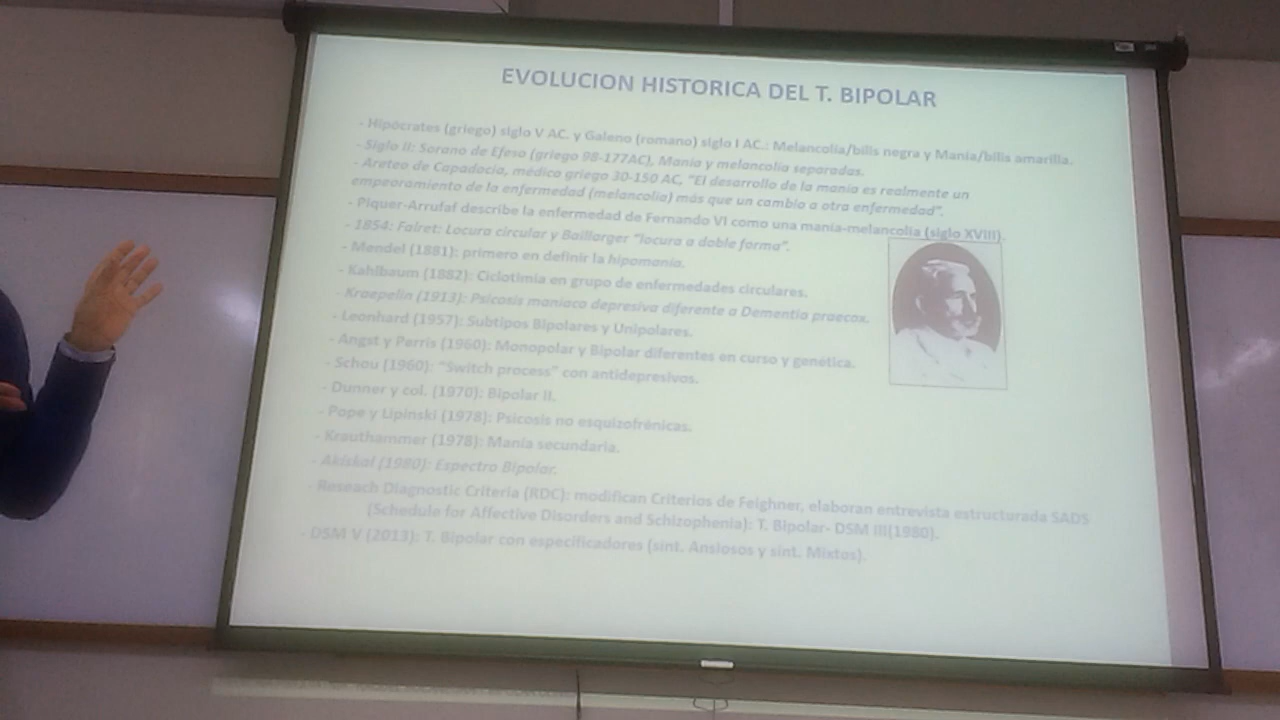 EVOLUCION HISTORICA DEL T. BIPOLAR
- Hipócrates (griego) siglo V AC. y Galeno (romano) siglo I AC.: Melancolía/bilis negra y Manía/bilis amarilla.
- Siglo II: Sorano de Efeso (griego 98-177AC), Manía y melancolía separadas.
- Areteo de Capadocia, médico griego 30-150 AC, "El desarrollo de la manía es realmente un
empeoramiento de la enfermedad (melancolía) más que un cambio a otra enfermedad".
- Piquer-Arrufaf describe la enfermedad de Fernando VI como una manía-melancolía (siglo XVIII).
- 1854: Falret: Locura circular y Baillarger "locura a doble forma".
- Mendel (1881): primero en definir la hipomanía.
- Kahlbaum (1882): Ciclotimia en grupo de enfermedades circulares.
- Kraepelin (1913): Psicosis maníaco depresiva diferente a Dementia praecox.
- Leonhard (1957): Subtipos Bipolares y Unipolares.
- Angst y Perris (1960): Monopolar y Bipolar diferentes en curso y genética.
- Schou (1960): "Switch process" con antidepresivos.
- Dunner y col. (1970): Bipolar II.
- Pope y Lipinski (1978): Psicosis no esquizofrénicas.
- Krauthammer (1978): Manía secundaria.
- Akiskal (1980): Espectro Bipolar.
- Reseach Diagnostic Criteria (RDC): modifican Criterios de Feighner, elaboran entrevista estructurada SADS
(Schedule for Affective Disorders and Schizophenia): T. Bipolar- DSM III(1980).
- DSM V (2013): T. Bipolar con especificadores (sint. Ansiosos y sint. Mixtos).